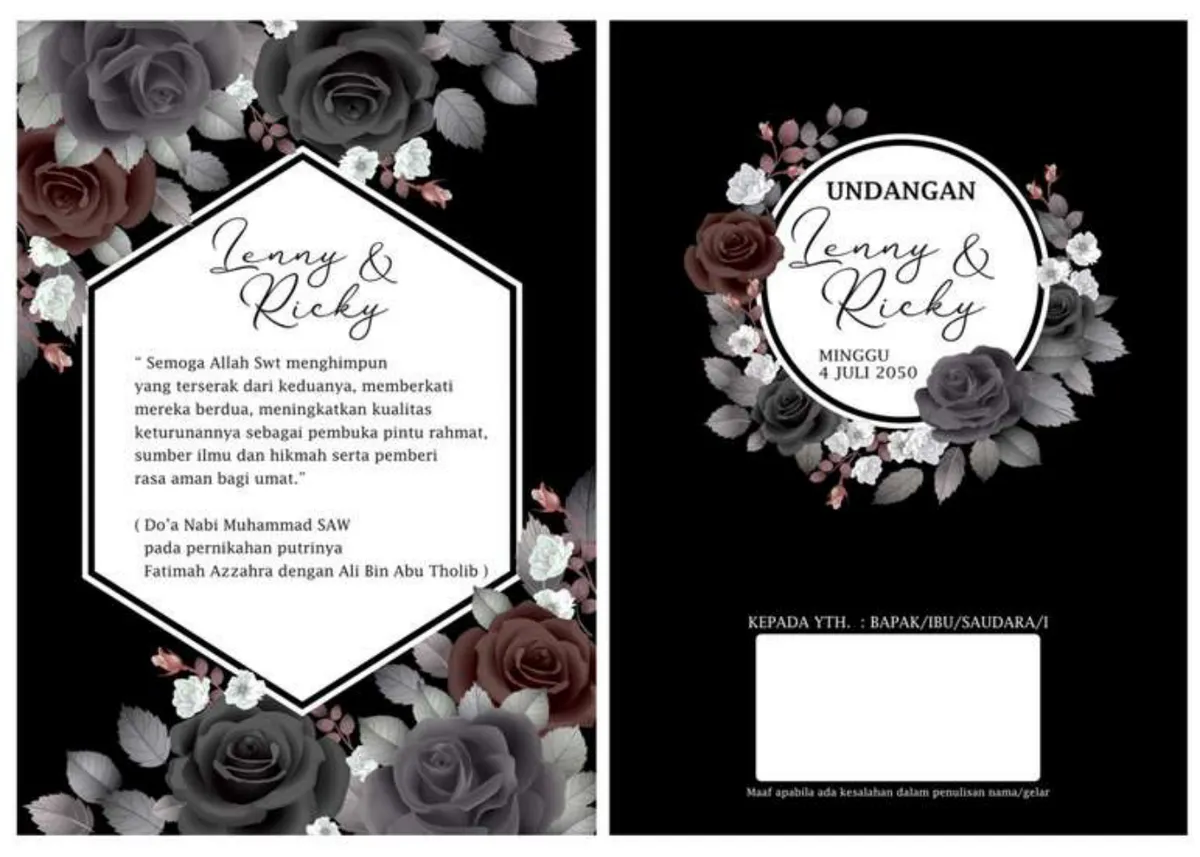 Lenny &
Ricky
“ Semoga Allah Swt menghimpun
yang terserak dari keduanya, memberkati
mereka berdua, meningkatkan kualitas
keturunannya sebagai pembuka pintu rahmat,
sumber ilmu dan hikmah serta pemberi
rasa aman bagi umat.”
( Do’a Nabi Muhammad SAW
pada pernikahan putrinya
Fatimah Azzahra dengan Ali Bin Abu Tholib )
UNDANGAN
Lenny &
Ricky
MINGGU
4 JULI 2050
KEPADA YTH. : BAPAK/IBU/SAUDARA/I
Maaf apabila ada kesalahan dalam penulisan nama/gelar